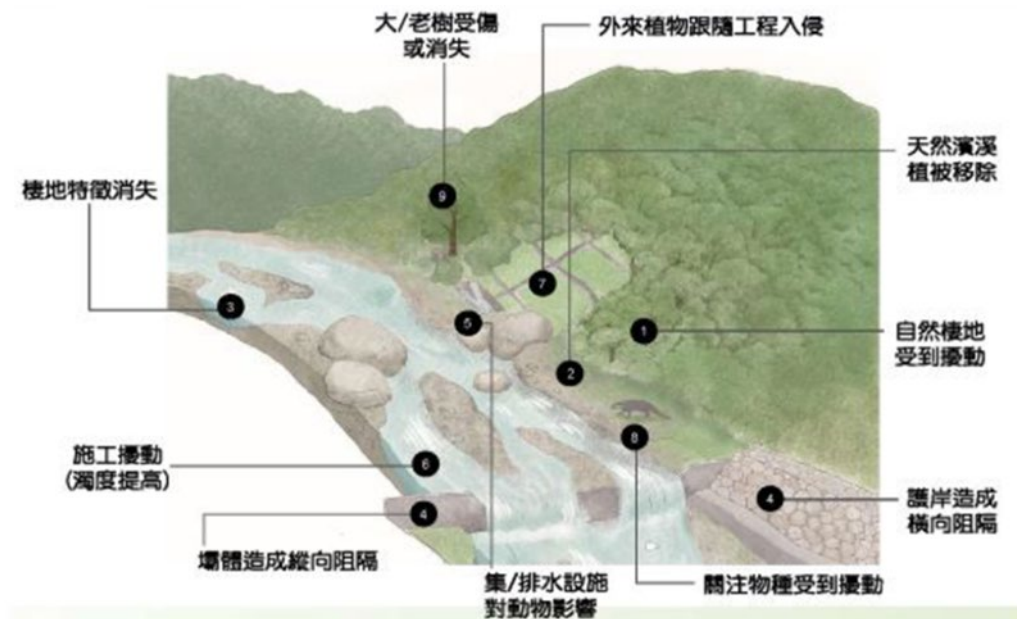 大/老樹受傷
或消失
外來植物跟隨工程入侵
天然濱溪
植被移除
棲地特徵消失
9
7
3
5
1
2
自然棲地
受到擾動
8
施工擾動
(濁度提高)
6
4
4
護岸造成
橫向阻隔
壩體造成縱向阻隔
集/排水設施
對動物影響
關注物種受到擾動